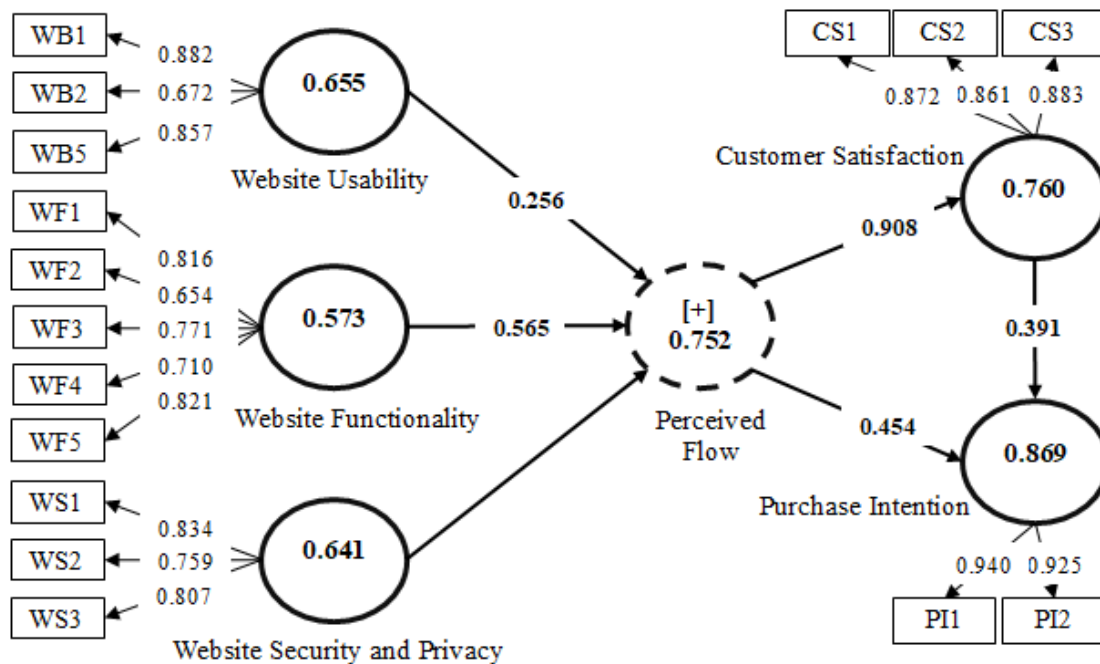 WB1
0.882
WB2
0.672
WB5
0.857
0.655
Website Usability
WF1
0.816
WF2
0.654
WF3
0.771
WF4
0.710
WF5
0.821
0.573
Website Functionality
WS1
0.834
WS2
0.759
WS3
0.807
0.641
Website Security and Privacy
0.256
0.565
[+]
0.752
Perceived
Flow
0.908
0.454
CS1
CS2
CS3
0.872
0.861
0.883
Customer Satisfaction
0.760
0.391
0.869
Purchase Intention
0.940
0.925
PI1
PI2